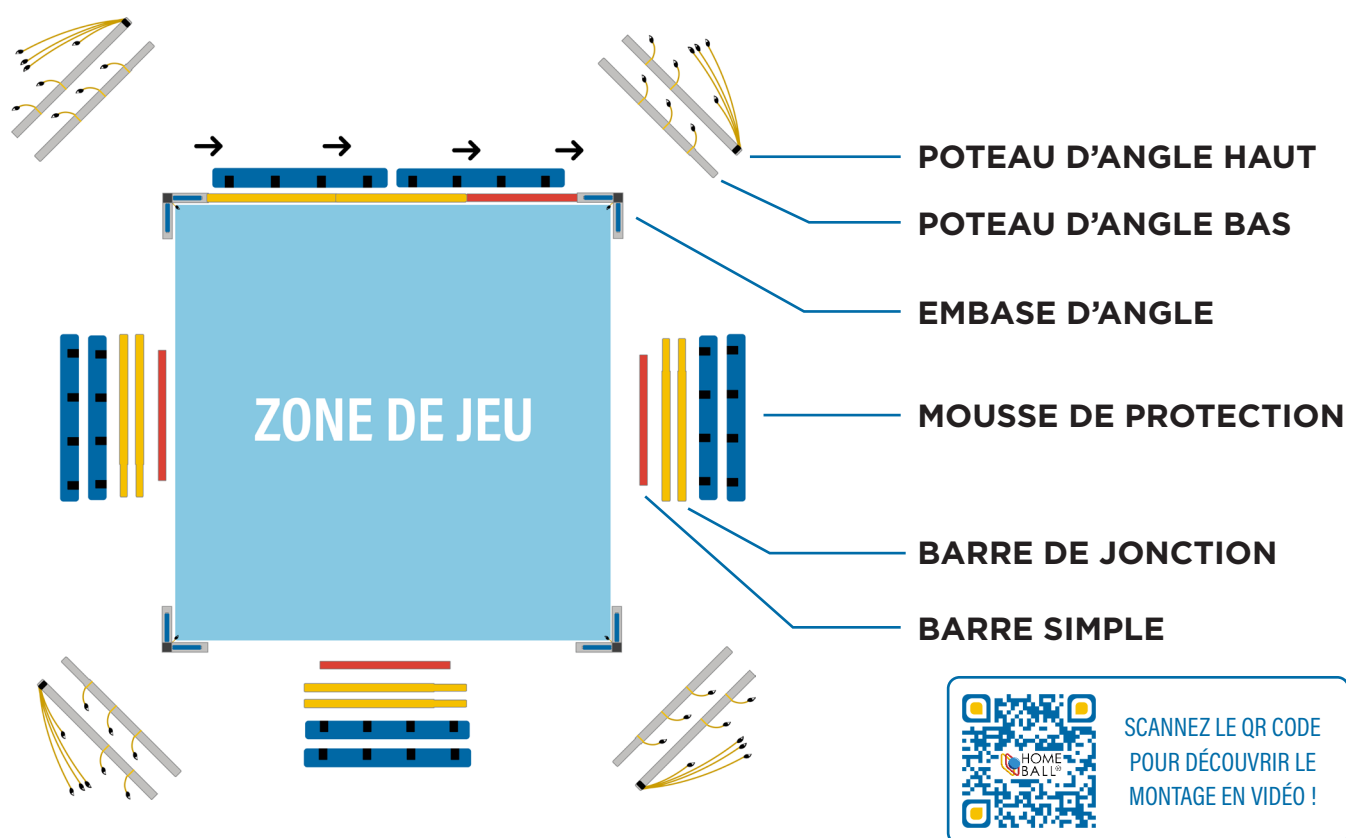 POTEAU D’ANGLE HAUT
POTEAU D’ANGLE BAS
EMBASE D’ANGLE
ZONE DE JEU
MOUSSE DE PROTECTION
BARRE DE JONCTION
BARRE SIMPLE
HOME
BALL®
SCANNEZ LE QR CODE
POUR DÉCOUVRIR LE
MONTAGE EN VIDÉO !